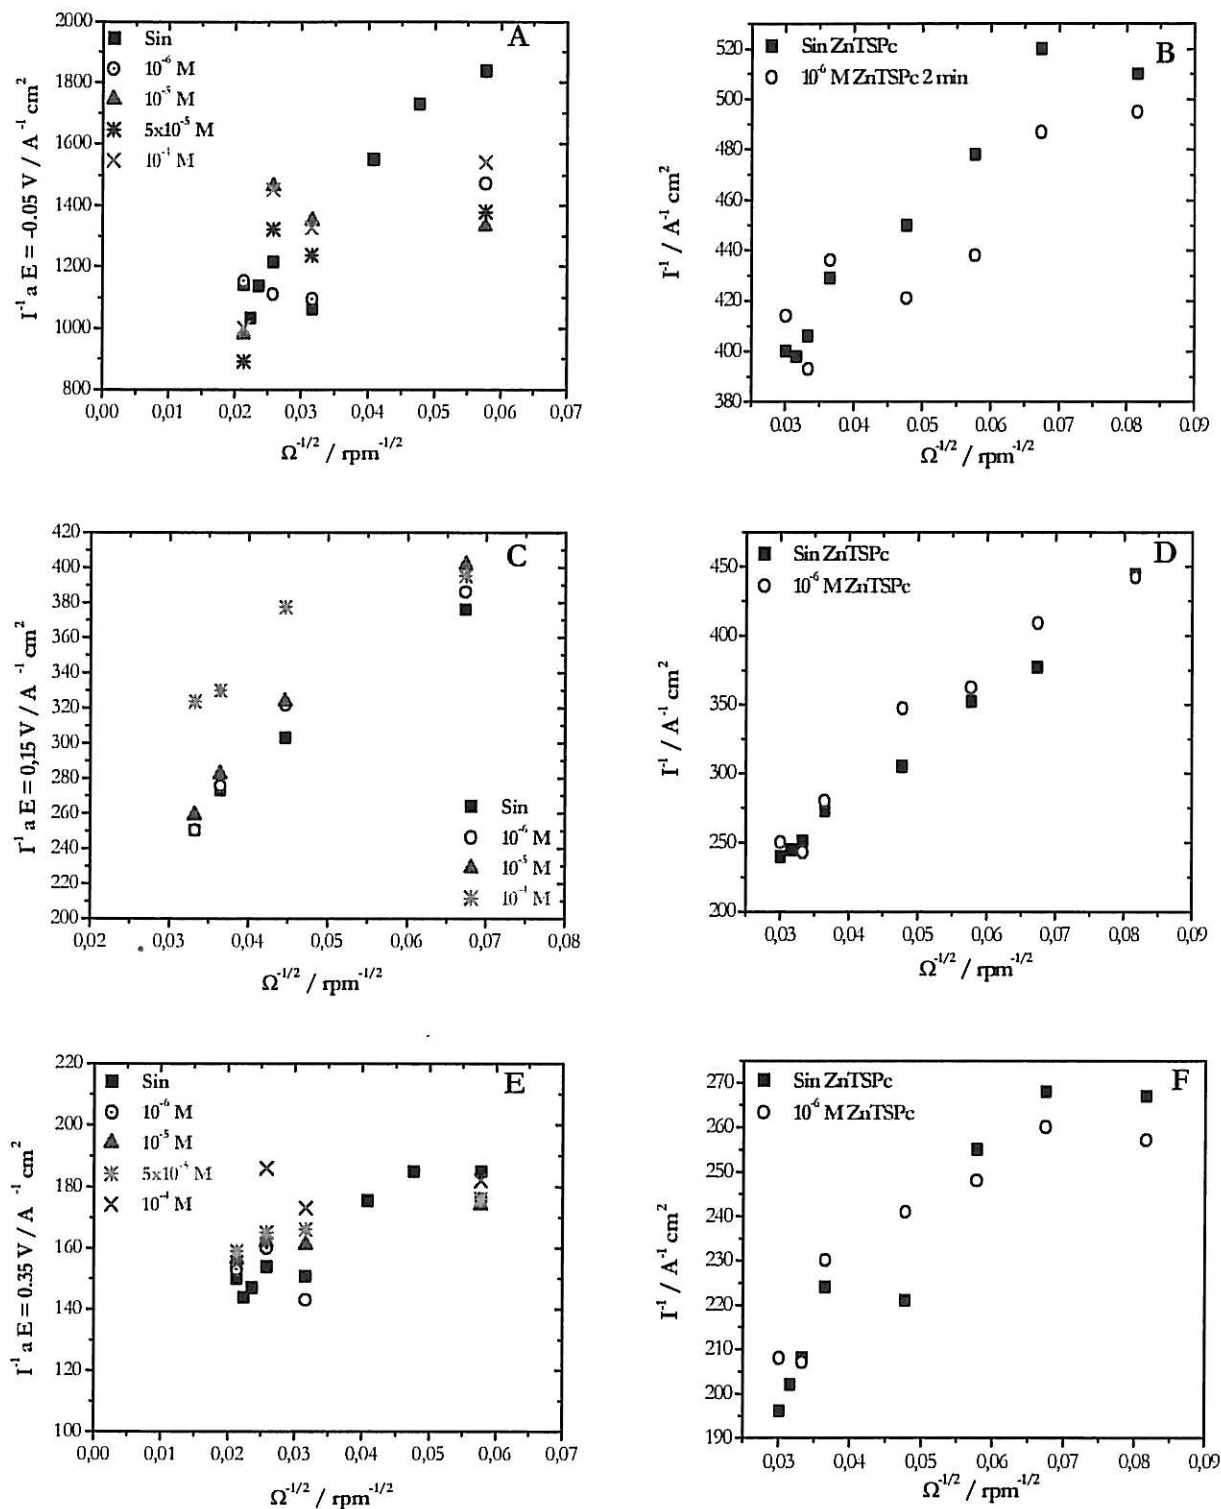 A
Sin
10⁻⁶ M
10⁻⁵ M
5x10⁻⁵ M
10⁻¹ M
I⁻¹ a E = -0.05 V / A⁻¹ cm²
2000
1800
1600
1400
1200
1000
800
0,00 0,01 0,02 0,03 0,04 0,05 0,06 0,07
Ω⁻¹/² / rpm⁻¹/²
B
Sin ZnTSPc
10⁻⁶ M ZnTSPc 2 min
I⁻¹ / A⁻¹ cm²
520
500
480
460
440
420
400
380
0.03 0.04 0.05 0.06 0.07 0.08 0.09
Ω⁻¹/² / rpm⁻¹/²
C
I⁻¹ a E = 0,15 V / A⁻¹ cm²
420
400
380
360
340
320
300
280
260
240
220
200
Sin
10⁻⁶ M
10⁻⁵ M
10⁻¹ M
0,02 0,03 0,04 0,05 0,06 0,07 0,08
Ω⁻¹/² / rpm⁻¹/²
D
Sin ZnTSPc
10⁻⁶ M ZnTSPc
I⁻¹ / A⁻¹ cm²
450
400
350
300
250
200
0,03 0,04 0,05 0,06 0,07 0,08 0,09
Ω⁻¹/² / rpm⁻¹/²
E
Sin
10⁻⁶ M
10⁻⁵ M
M
10⁻⁴ M
I⁻¹ a E = 0.35 V / A⁻¹ cm²
220
200
180
160
140
120
100
0,00 0,01 0,02 0,03 0,04 0,05 0,06 0,07
Ω⁻¹/² / rpm⁻¹/²
F
Sin ZnTSPc
10⁻⁶ M ZnTSPc
I⁻¹ / A⁻¹ cm²
270
260
250
240
230
220
210
200
190
0,03 0,04 0,05 0,06 0,07 0,08 0,09
Ω⁻¹/² / rpm⁻¹/²